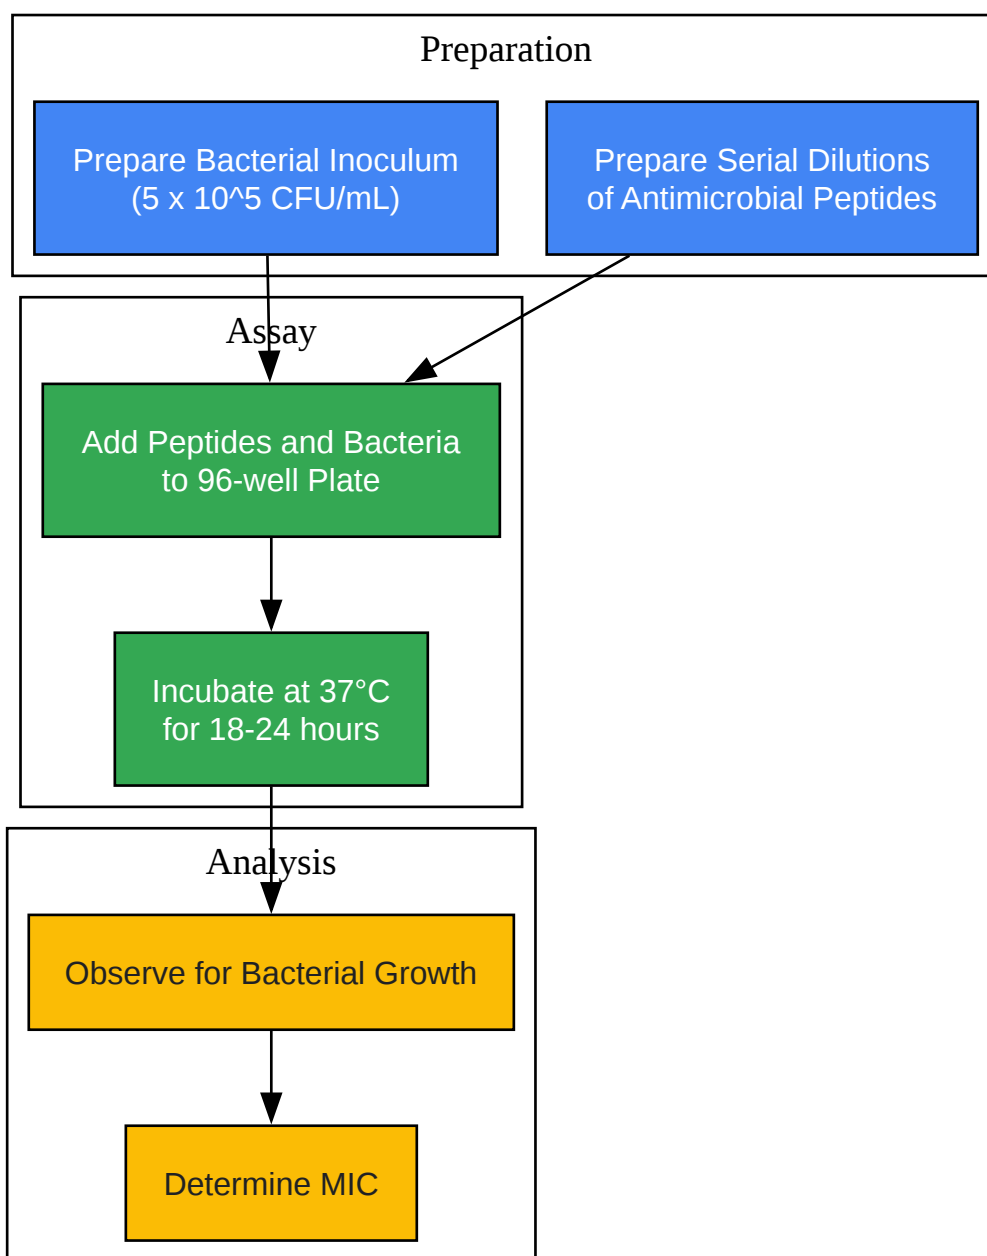 Preparation
Prepare Bacterial Inoculum
(5 x 10^5 CFU/mL)
Prepare Serial Dilutions
of Antimicrobial Peptides
Assay
Add Peptides and Bacteria
to 96-well Plate
Incubate at 37°C
for 18-24 hours
Analysis
Observe for Bacterial Growth
Determine MIC